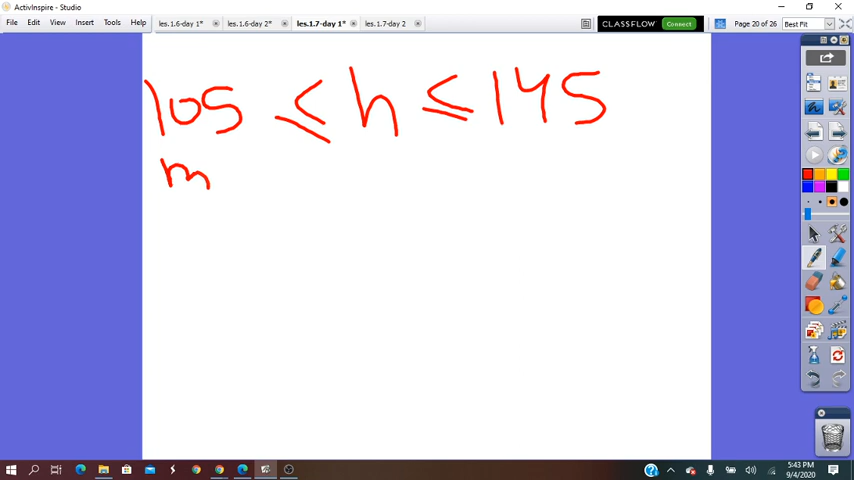 ActivInspire - Studio
File Edit View Insert Tools Help
les.1.6-day 1* les.1.6-day 2* les.1.7-day 1* les.1.7-day 2
CLASSFLOW Connect Page 20 of 26 Best Fit
105 ≤ h ≤ 145
m
5:43 PM
9/4/2020